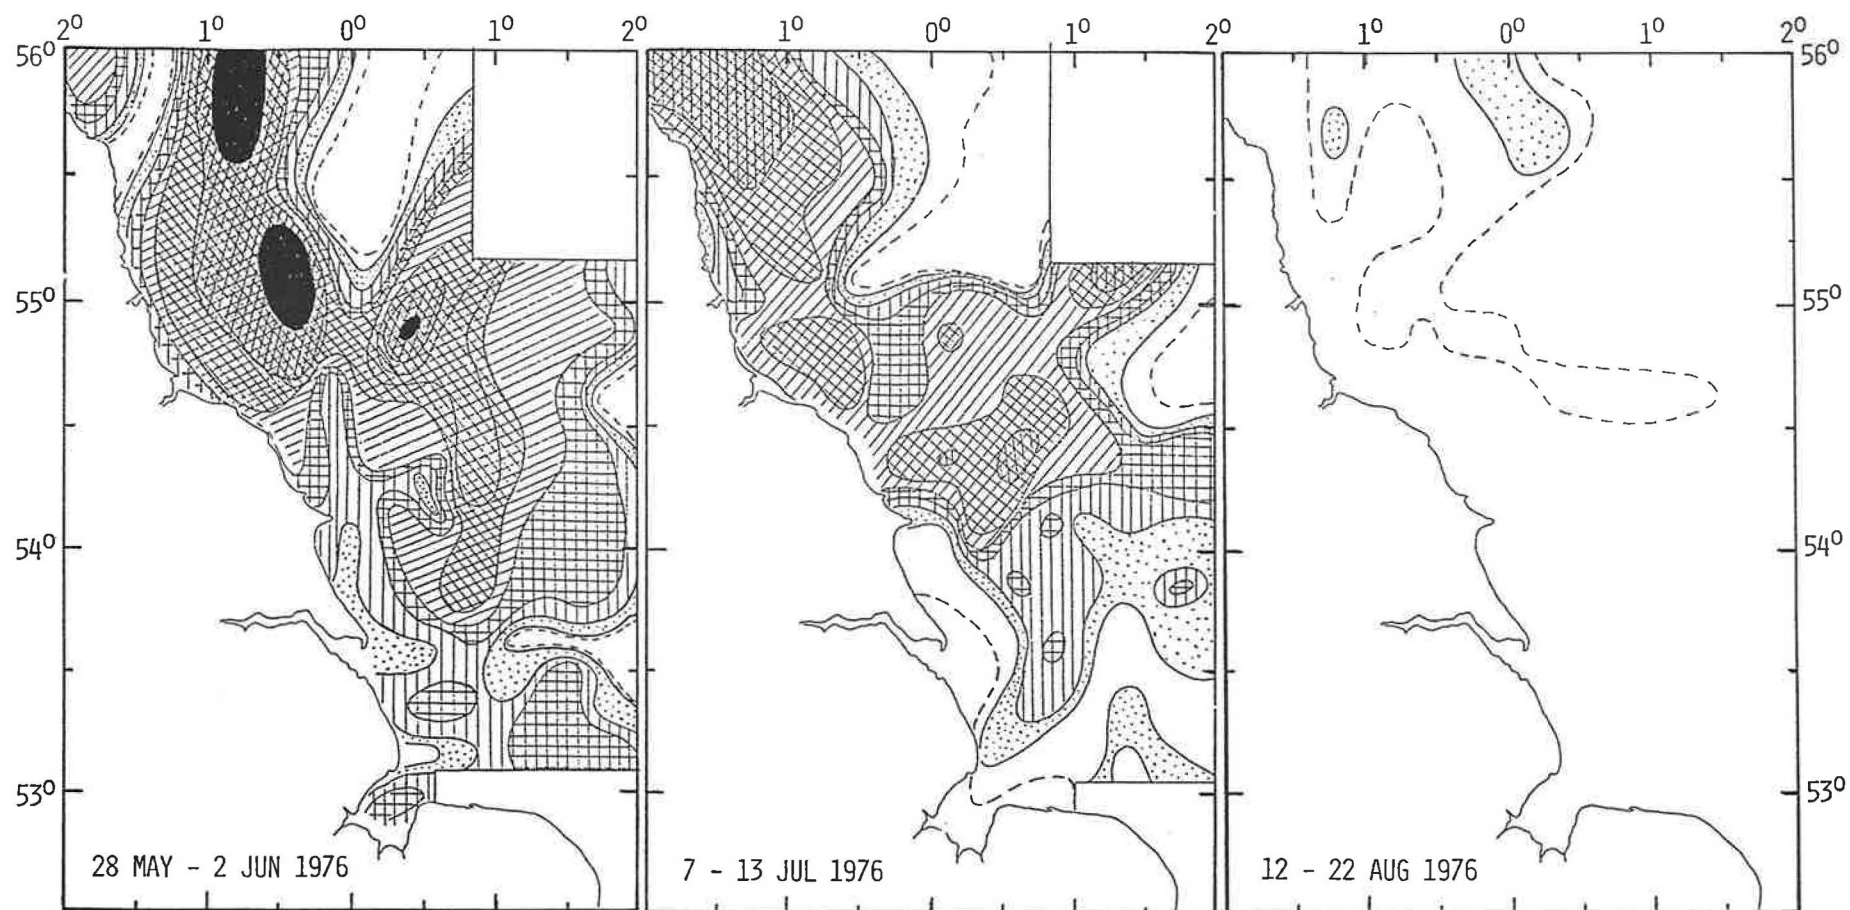 2⁰ 1⁰ 0⁰ 1⁰ 2⁰ 1⁰ 0⁰ 1⁰ 2⁰ 1⁰ 0⁰ 1⁰ 2⁰
56⁰ 56⁰
55⁰ 55⁰
54⁰ 54⁰
53⁰ 53⁰
28 MAY - 2 JUN 1976 7 - 13 JUL 1976 12 - 22 AUG 1976